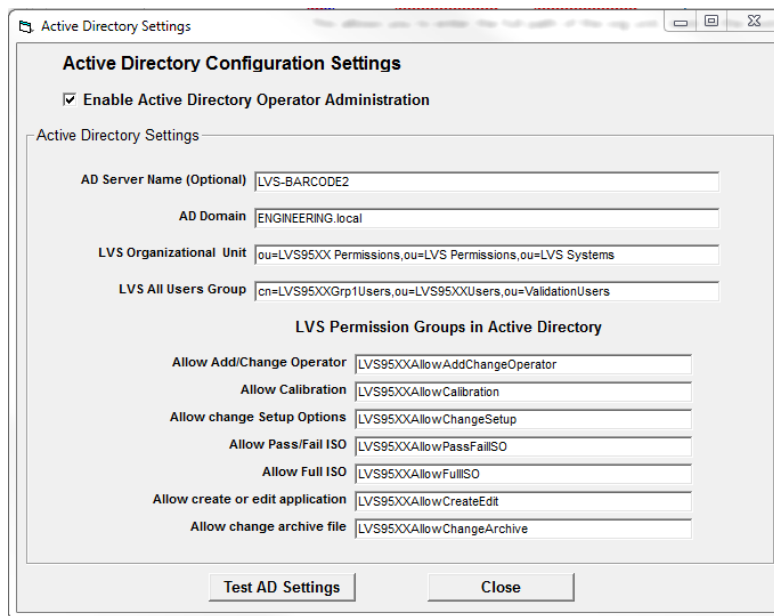 Active Directory Settings
Active Directory Configuration Settings
Enable Active Directory Operator Administration
Active Directory Settings
AD Server Name (Optional) LVS-BARCODE2
AD Domain ENGINEERING.local
LVS Organizational Unit ou=LVS95XX Permissions,ou=LVS Permissions,ou=LVS Systems
LVS All Users Group cn=LVS95XXGrp1Users,ou=LVS95XXUsers,ou=ValidationUsers
LVS Permission Groups in Active Directory
Allow Add/Change Operator LVS95XXAllowAddChangeOperator
Allow Calibration LVS95XXAllowCalibration
Allow change Setup Options LVS95XXAllowChangeSetup
Allow Pass/Fail ISO LVS95XXAllowPassFailISO
Allow Full ISO LVS95XXAllowFullISO
Allow create or edit application LVS95XXAllowCreateEdit
Allow change archive file LVS95XXAllowChangeArchive
Test AD Settings Close